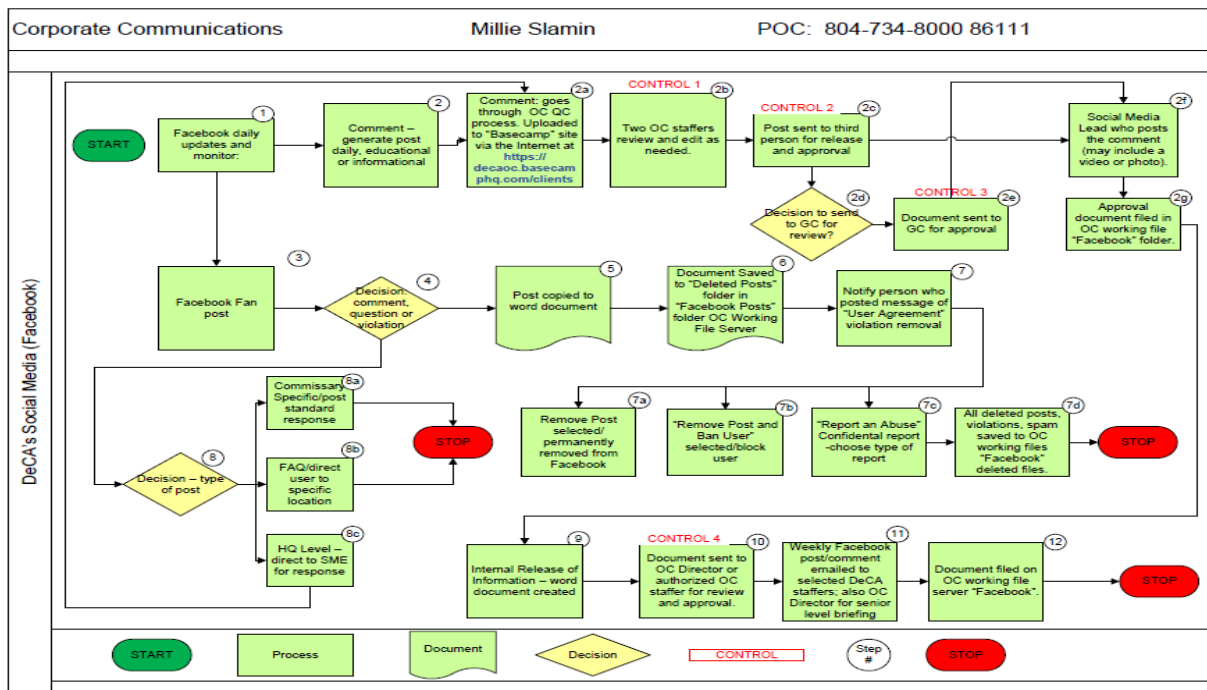 Corporate Communications Millie Slamin POC: 804-734-8000 86111
DeCA's Social Media (Facebook)
START
1
Facebook daily
updates and
monitor:
2
Comment –
generate post
daily, educational
or informational
2a
Comment: goes
through OC QC
process. Uploaded
to "Basecamp" site
via the Internet at
https://
decaoc.basecam
phq.com/clients
CONTROL 1
2b
Two OC staffers
review and edit as
needed.
CONTROL 2
2c
Post sent to third
person for release
and apporval
2d
Decision to send
to GC for
review?
CONTROL 3
2e
Document sent to
GC for approval
2f
Social Media
Lead who posts
the comment
(may include a
video or photo).
2g
Approval
document filed in
OC working file
"Facebook" folder.
3
Facebook Fan
post
4
Decision:
comment,
question or
violation
5
Post copied to
word document
6
Document Saved
to "Deleted Posts"
folder in
"Facebook Posts"
folder OC Working
File Server
7
Notify person who
posted message of
"User Agreement"
violation removal
7a
Remove Post
selected/
permanently
removed from
Facebook
7b
"Remove Post and
Ban User"
selected/block
user
7c
"Report an Abuse"
Confidental report
-choose type of
report
7d
All deleted posts,
violations, spam
saved to OC
working files
"Facebook"
deleted files.
STOP
8
Decision – type
of post
8a
Commissary
Specific/post
standard
response
8b
FAQ/direct
user to
specific
location
8c
HQ Level –
direct to SME
for response
STOP
9
Internal Release of
Information – word
document created
CONTROL 4
10
Document sent to
OC Director or
authorized OC
staffer for review
and approval.
11
Weekly Facebook
post/comment
emailed to
selected DeCA
staffers; also OC
Director for senior
level briefing
12
Document filed on
OC working file
server "Facebook".
STOP
START
Process
Document
Decision
CONTROL
Step
#
STOP